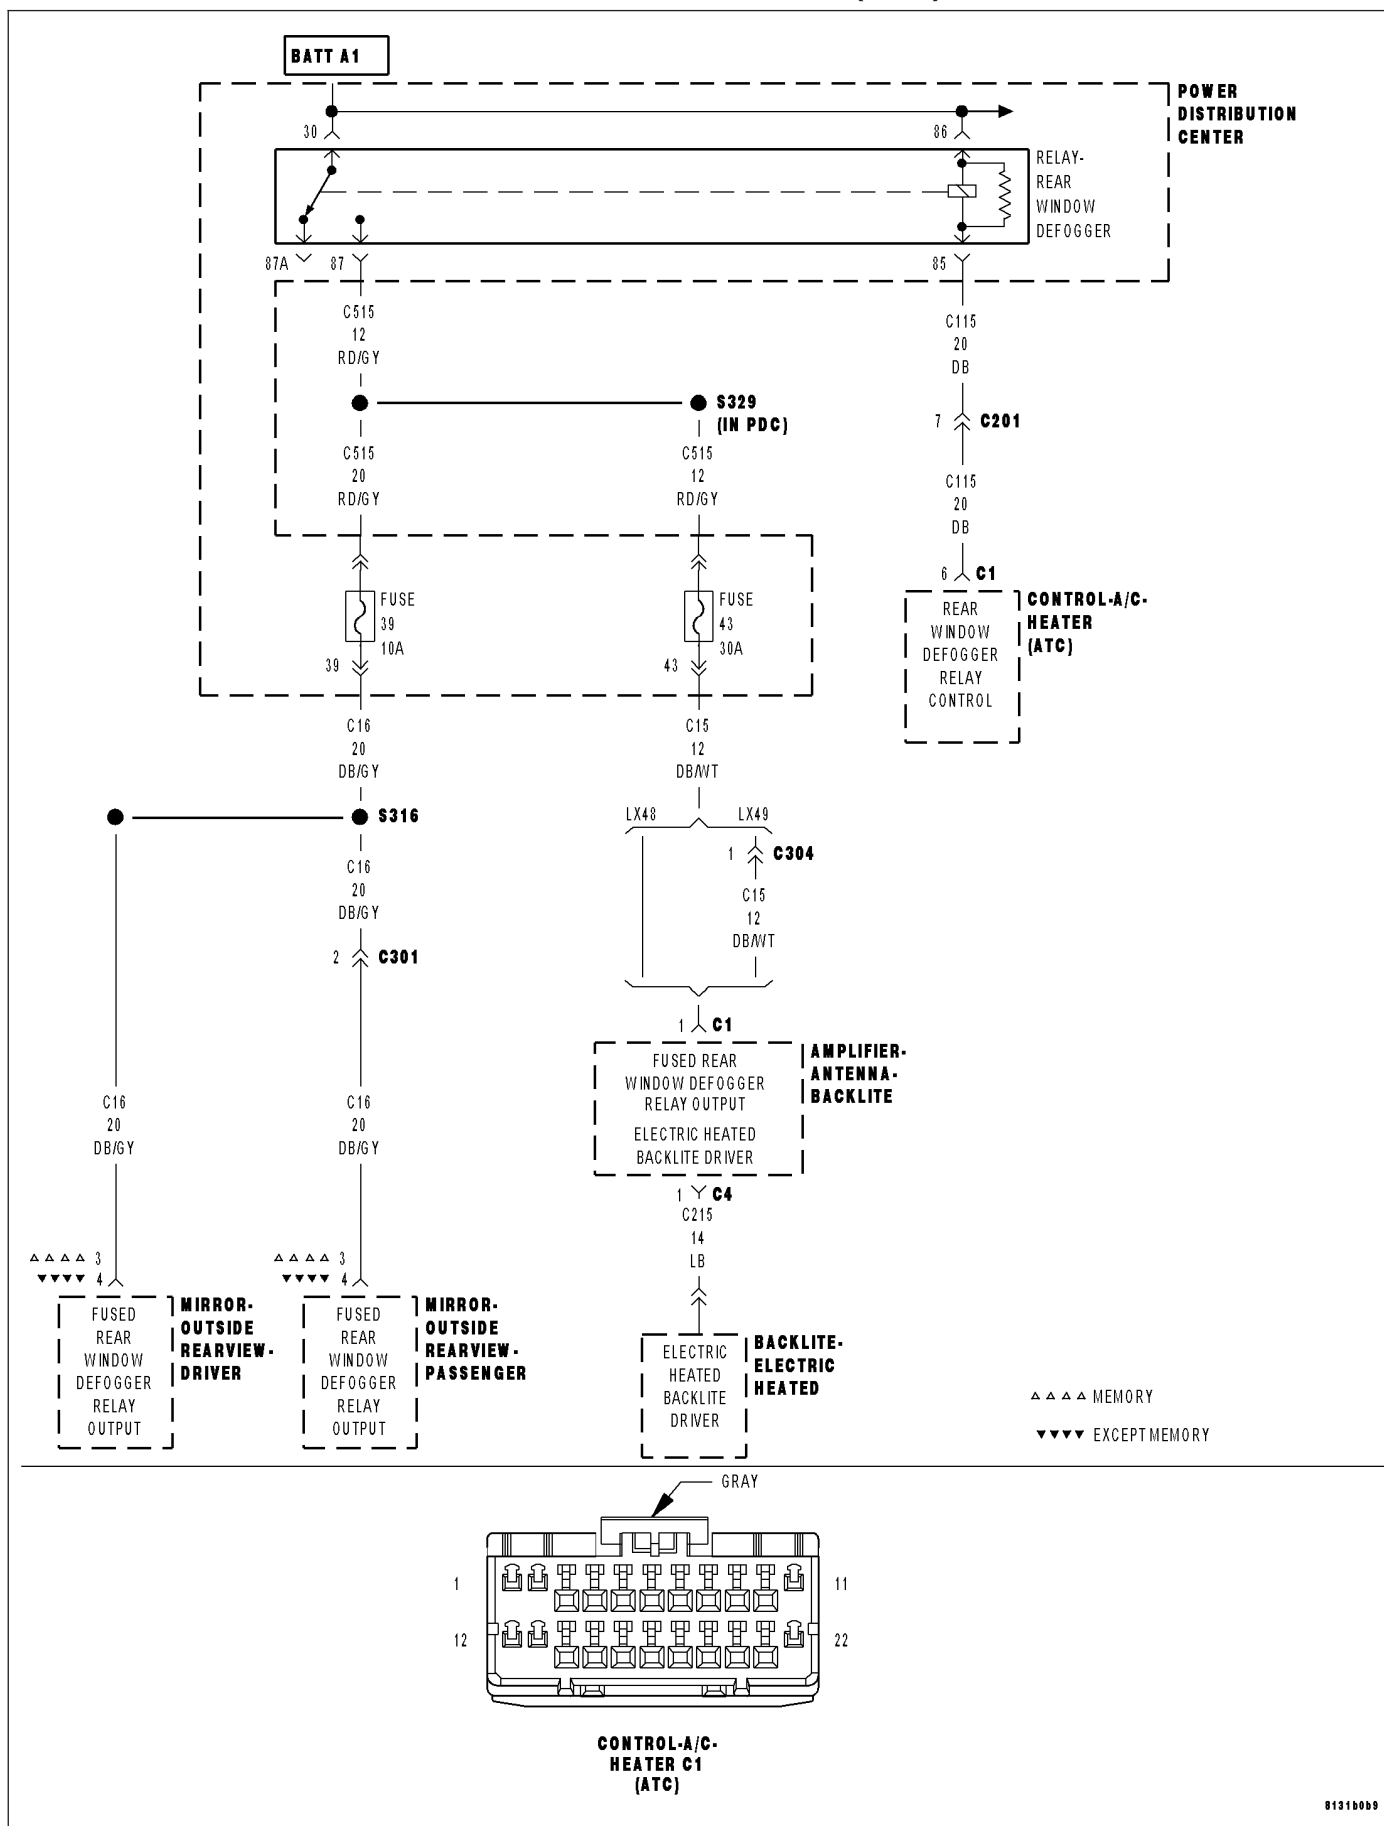 BATT A1
POWER
DISTRIBUTION
CENTER
30
86
RELAY-
REAR
WINDOW
DEFOGGER
87A
87
85
C515
12
RD/GY
C115
20
DB
S329
(IN PDC)
7
C201
C515
20
RD/GY
C515
12
RD/GY
C115
20
DB
6
C1
FUSE
39
10A
FUSE
43
30A
39
43
REAR
WINDOW
DEFOGGER
RELAY
CONTROL
CONTROL-A/C-
HEATER
(ATC)
C16
20
DB/GY
C15
12
DB/WT
S316
LX48
LX49
1
C304
C16
20
DB/GY
C15
12
DB/WT
2
C301
1
C1
FUSED REAR
WINDOW DEFOGGER
RELAY OUTPUT
ELECTRIC HEATED
BACKLITE DRIVER
AMPLIFIER-
ANTENNA-
BACKLITE
C16
20
DB/GY
C16
20
DB/GY
1
C4
C215
14
LB
3
4
3
4
FUSED
REAR
WINDOW
DEFOGGER
RELAY
OUTPUT
MIRROR-
OUTSIDE
REARVIEW-
DRIVER
FUSED
REAR
WINDOW
DEFOGGER
RELAY
OUTPUT
MIRROR-
OUTSIDE
REARVIEW-
PASSENGER
ELECTRIC
HEATED
BACKLITE
DRIVER
BACKLITE-
ELECTRIC
HEATED
MEMORY
EXCEPT MEMORY
GRAY
1
11
12
22
CONTROL-A/C-
HEATER C1
(ATC)
8131b0b9